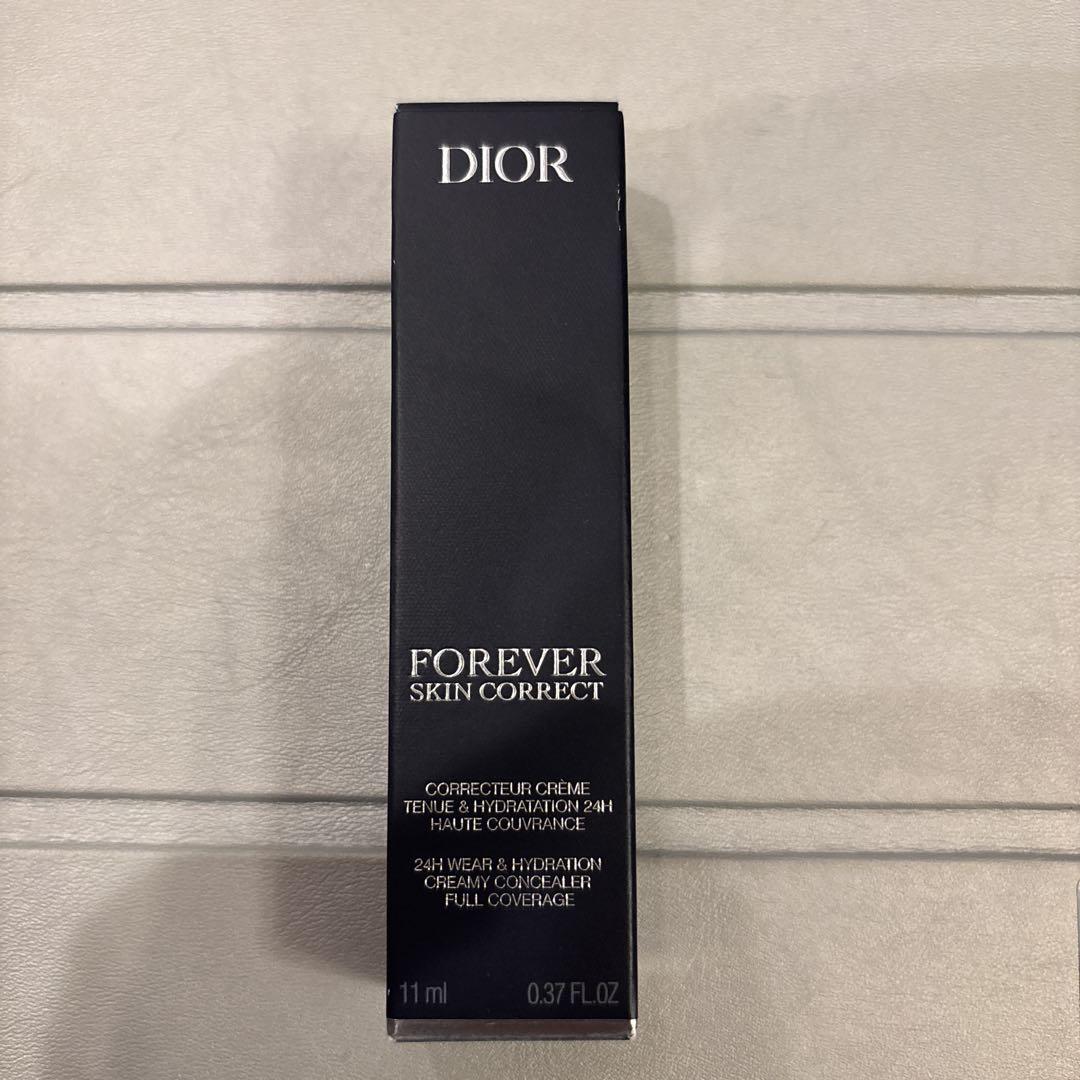 DIOR
FOREVER
SKIN CORRECT
CORRECTEUR CRÈME
TENUE & HYDRATATION 24H
HAUTE COUVRANCE
24H WEAR & HYDRATION
CREAMY CONCEALER
FULL COVERAGE
11 ml 0.37 FL.OZ